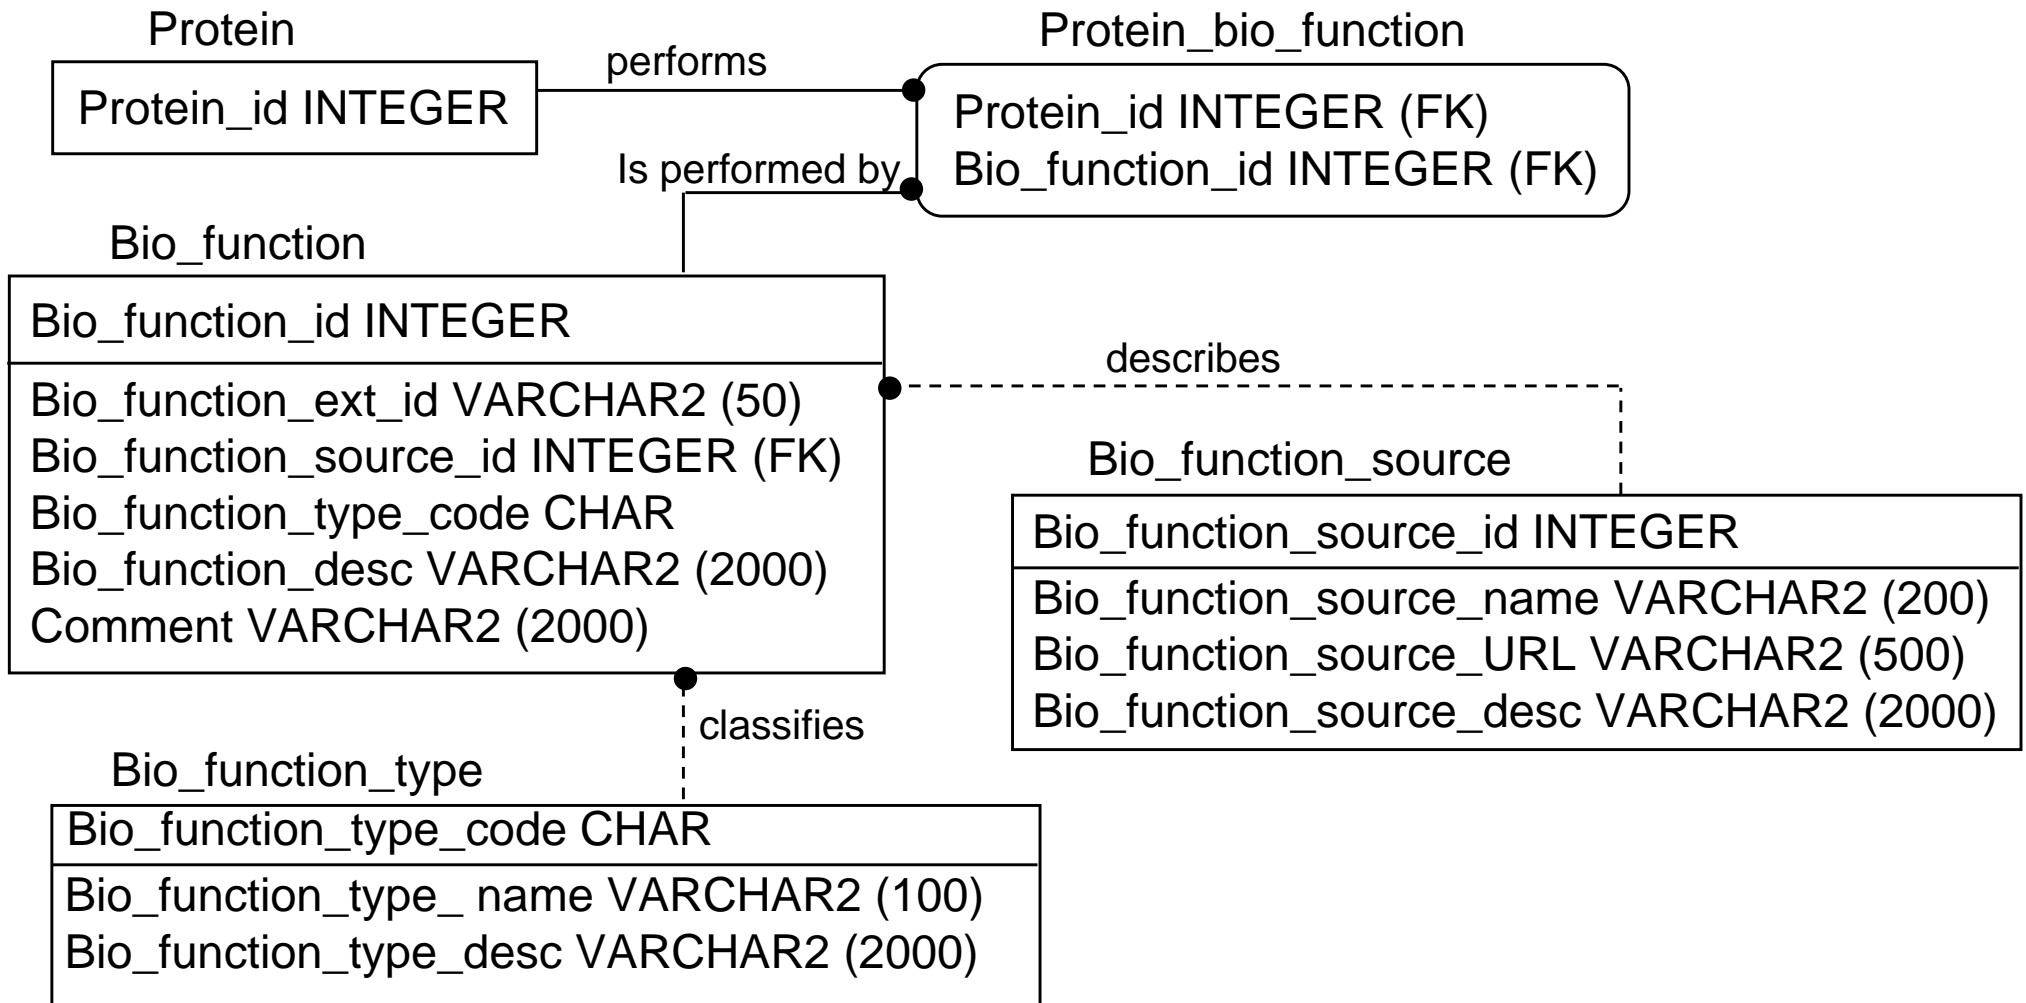 Protein
Protein_id INTEGER
performs
Protein_bio_function
Protein_id INTEGER (FK)
Bio_function_id INTEGER (FK)
Is performed by
Bio_function
Bio_function_id INTEGER
Bio_function_ext_id VARCHAR2 (50)
Bio_function_source_id INTEGER (FK)
Bio_function_type_code CHAR
Bio_function_desc VARCHAR2 (2000)
Comment VARCHAR2 (2000)
describes
Bio_function_source
Bio_function_source_id INTEGER
Bio_function_source_name VARCHAR2 (200)
Bio_function_source_URL VARCHAR2 (500)
Bio_function_source_desc VARCHAR2 (2000)
classifies
Bio_function_type
Bio_function_type_code CHAR
Bio_function_type_ name VARCHAR2 (100)
Bio_function_type_desc VARCHAR2 (2000)